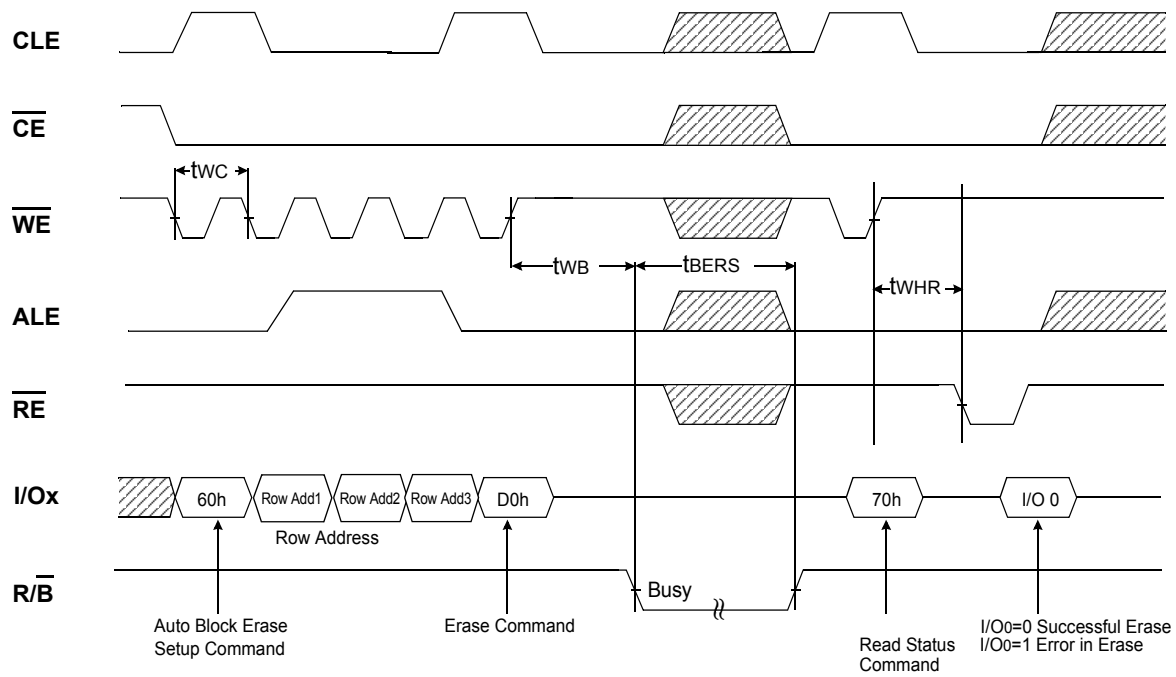 CLE
CE
tWC
WE
tWB
tBERS
tWHR
ALE
RE
I/Ox
60h
Row Add1
Row Add2
Row Add3
D0h
70h
I/O 0
Row Address
R/B
Busy
Auto Block Erase
Setup Command
Erase Command
Read Status
Command
I/O0=0 Successful Erase
I/O0=1 Error in Erase